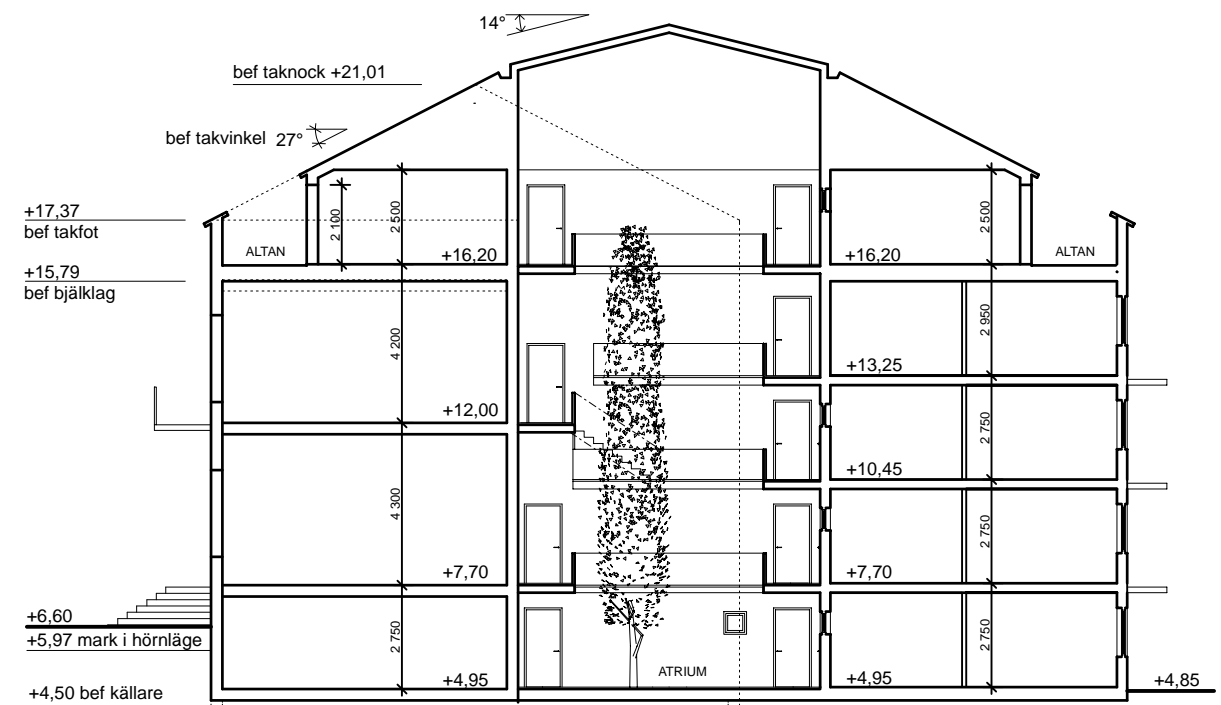 14°
bef taknock +21,01
bef takvinkel 27°
+17,37
bef takfot
2 100
2 500
2 500
ALTAN
+16,20
+16,20
ALTAN
+15,79
bef bjälklag
4 200
2 950
+13,25
+12,00
2 750
+10,45
4 300
2 750
+7,70
+7,70
+6,60
+5,97 mark i hörnläge
2 750
2 750
ATRIUM
+4,95
+4,95
+4,85
+4,50 bef källare